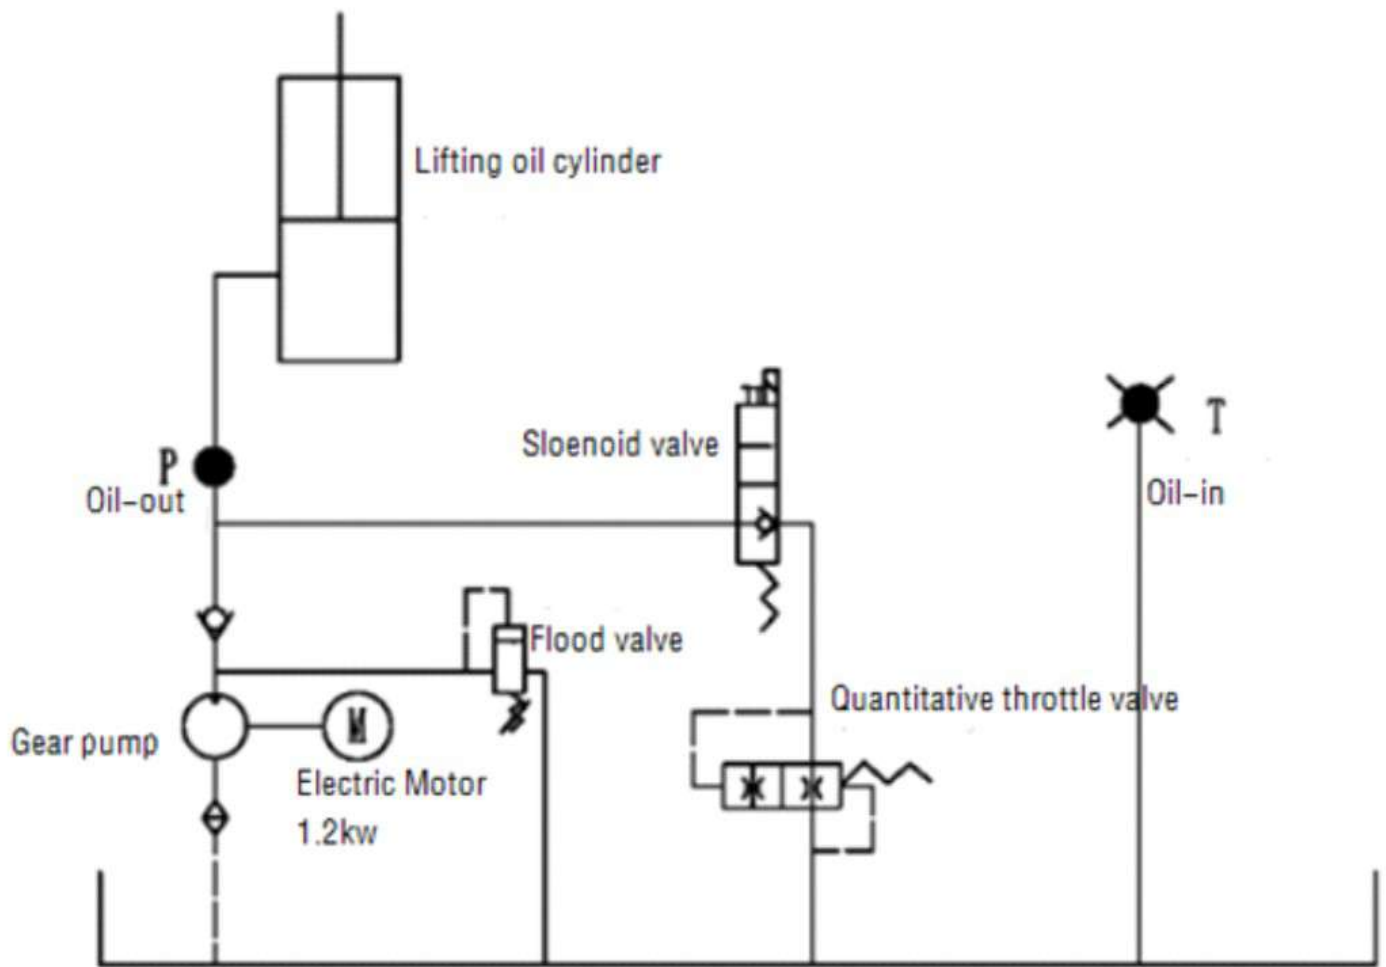 Lifting oil cylinder
P
Oil-out
Sloenoid valve
T
Oil-in
Flood valve
Quantitative throttle valve
Gear pump
M
Electric Motor
1.2kw